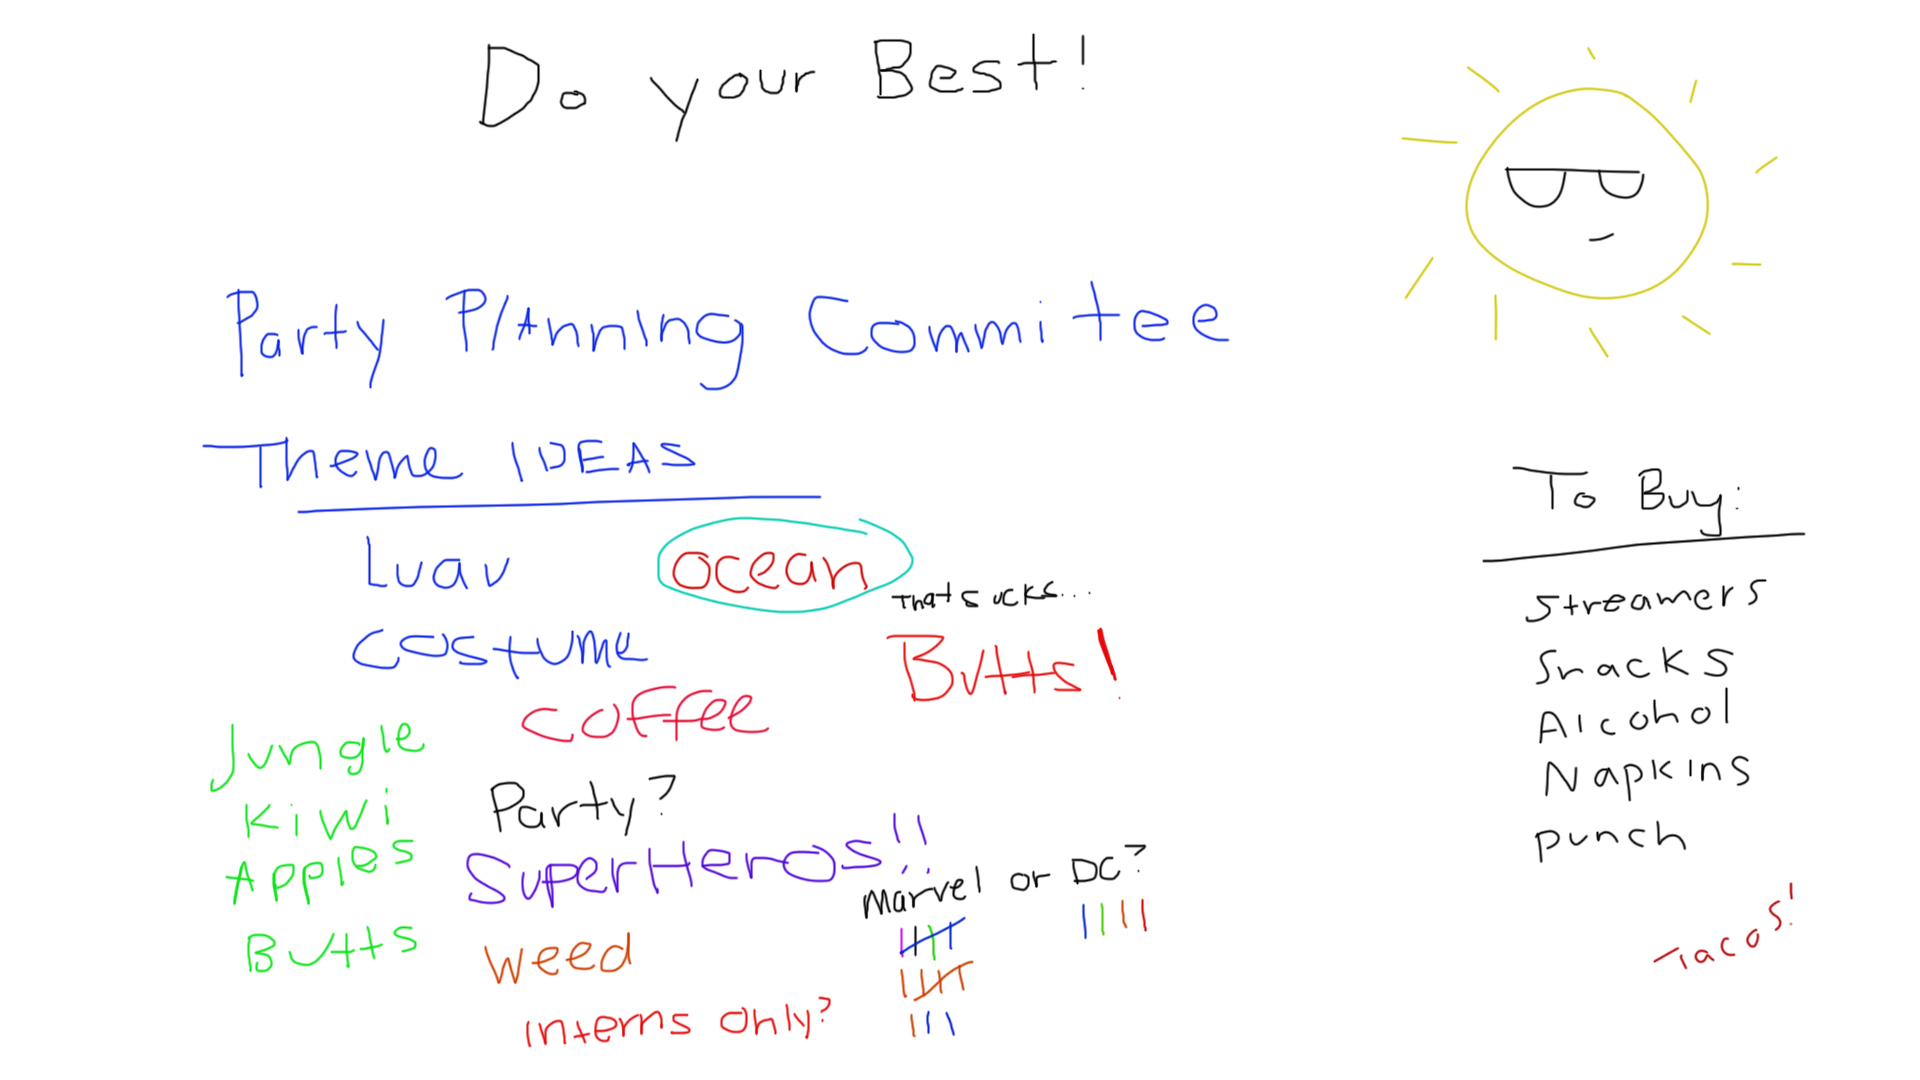 Do your Best!
Party Planning Commitee
Theme IDEAS
Luau
ocean
That sucks...
costume
Butts!
coffee
Jungle
Kiwi
Apples
Butts
Party?
SuperHeros!!
Marvel or DC?
weed
Interns only?
To Buy:
Streamers
Snacks
Alcohol
Napkins
punch
Tacos!